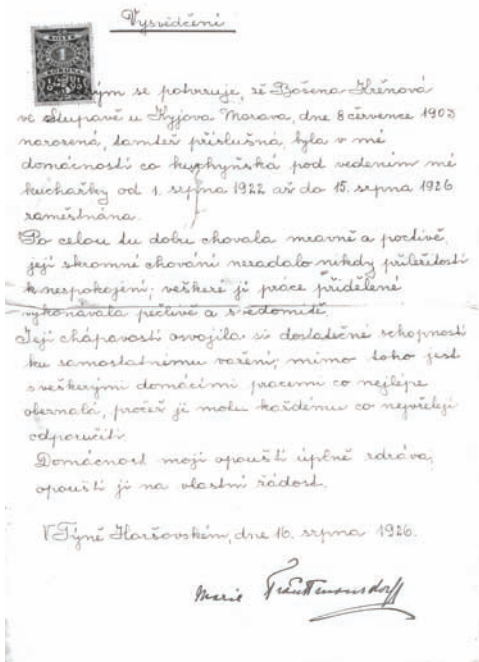 Vysvědčení
KOLEK
1
KORUNA
ým se potvrzuje, žě Božena Křenová
ve Stupavě u Kyjova Morava, dne 8 července 1903
narozená, tamtéž příslušná, byla v mé
domácnosti co kuchyňská pod vedením mé
kuchařky od 1. srpna 1922 až do 15. srpna 1926
zaměstnána.
Po celou tu dobu chovala mravně a poctivě,
její skromné chování nezadalo nikdy příležitosti
k nespokojení; veškeré jí práce přidělené
vykonávala pečlivě a svědomitě.
Její chápavostí osvojila si dostatečné schopnosti
ku samostatnému vaření; mimo toho jest
s veškerými domácími pracemi co nejlépe
obeznalá, pročež ji mohu každému co nejvřeleji
odporučiti.
Domácnost moji opouští úplně zdráva,
opouští ji na vlastní žádost.
V Týně Horšovském, dne 16. srpna 1926.
Marie Trauttmansdorff